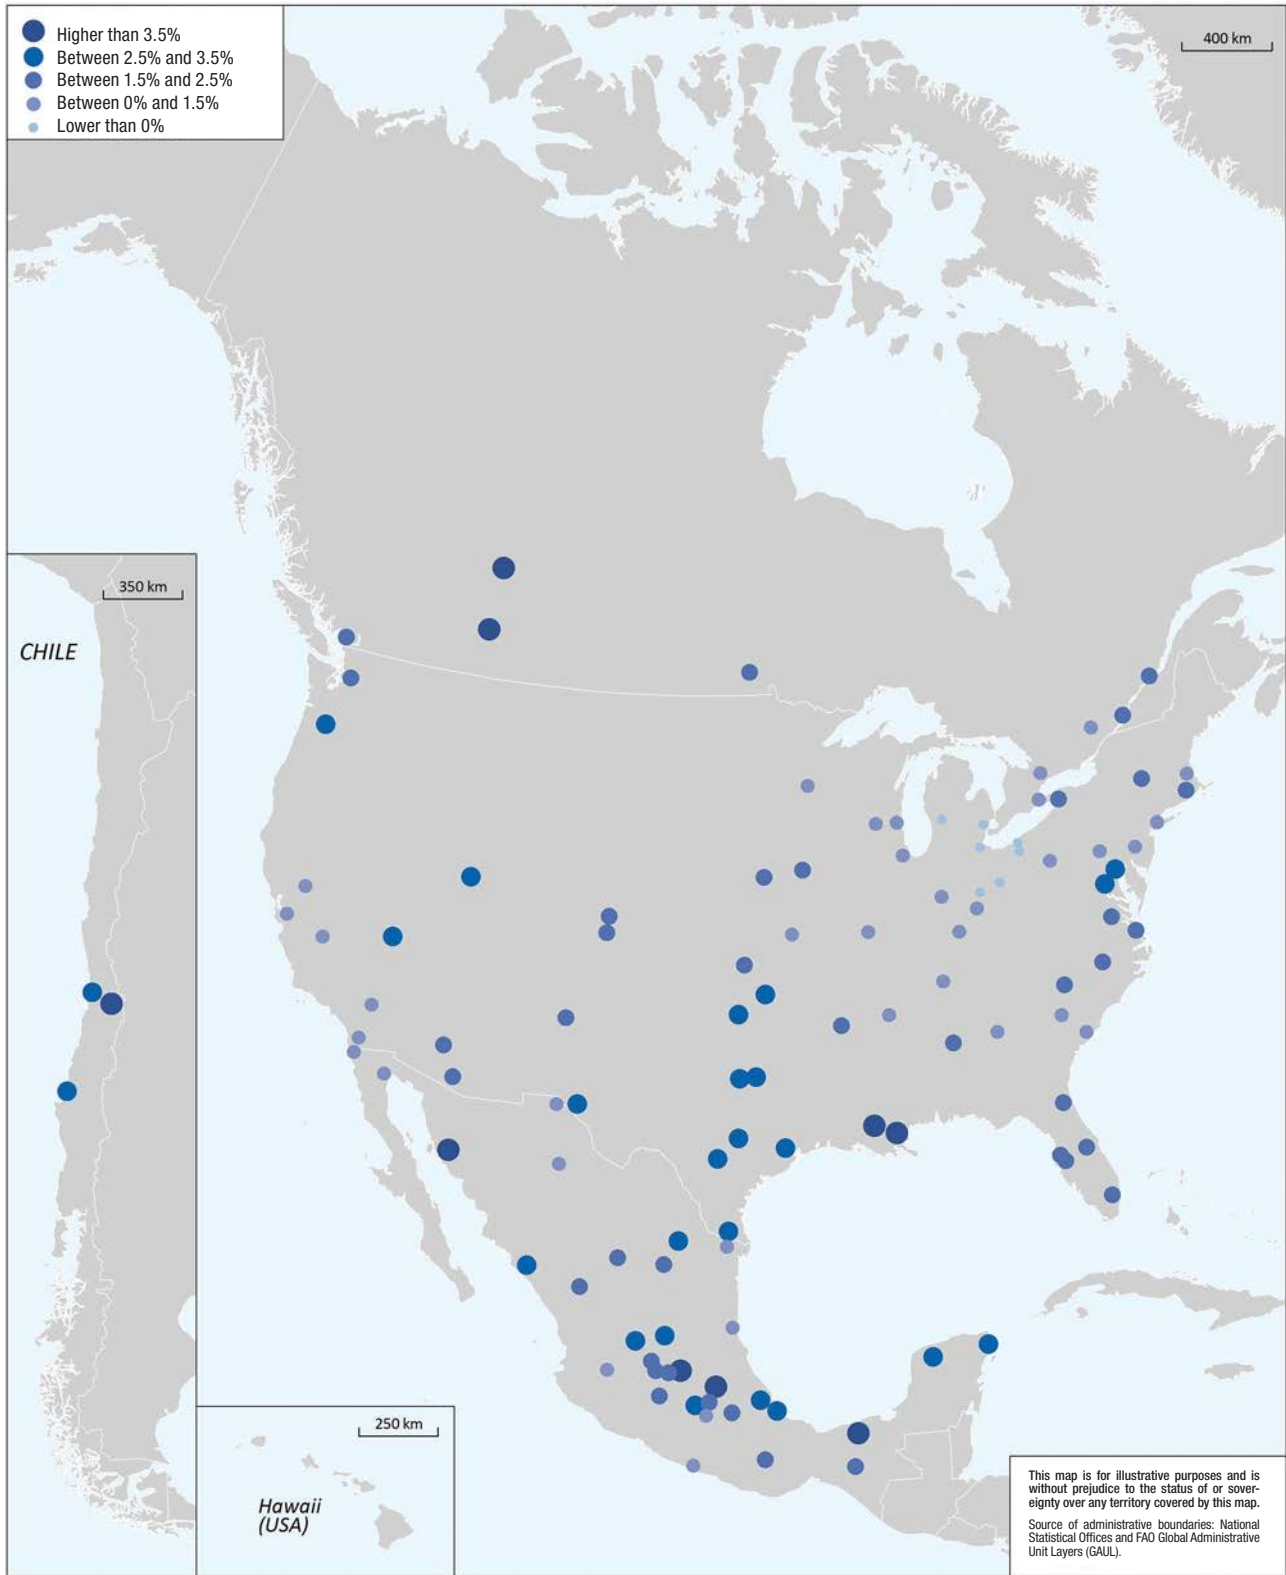 Higher than 3.5%
Between 2.5% and 3.5%
Between 1.5% and 2.5%
Between 0% and 1.5%
Lower than 0%
400 km
350 km
CHILE
250 km
Hawaii
(USA)
This map is for illustrative purposes and is
without prejudice to the status of or sover-
eignty over any territory covered by this map.
Source of administrative boundaries: National
Statistical Offices and FAO Global Administrative
Unit Layers (GAUL).